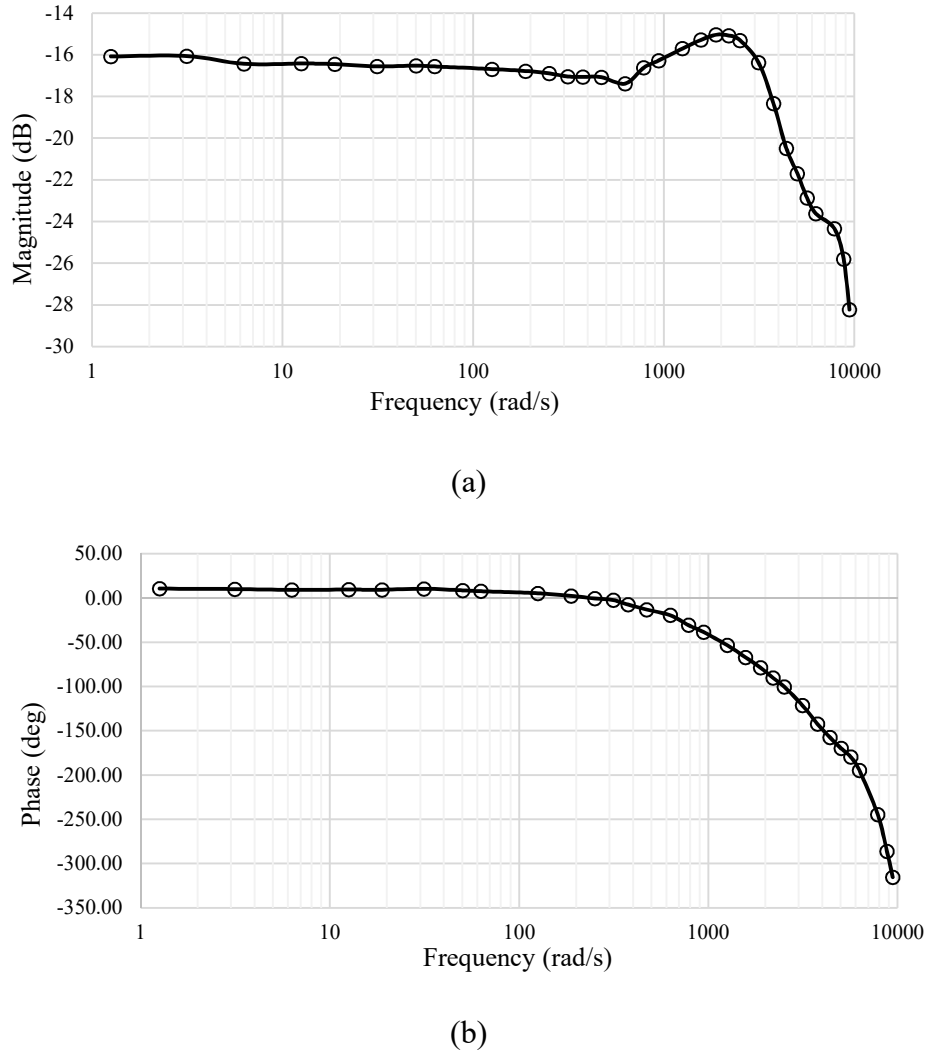 -14
-16
-18
-20
-22
-24
-26
-28
-30
Magnitude (dB)
1 10 100 1000 10000
Frequency (rad/s)
(a)
50.00
0.00
-50.00
-100.00
-150.00
-200.00
-250.00
-300.00
-350.00
Phase (deg)
1 10 100 1000 10000
Frequency (rad/s)
(b)